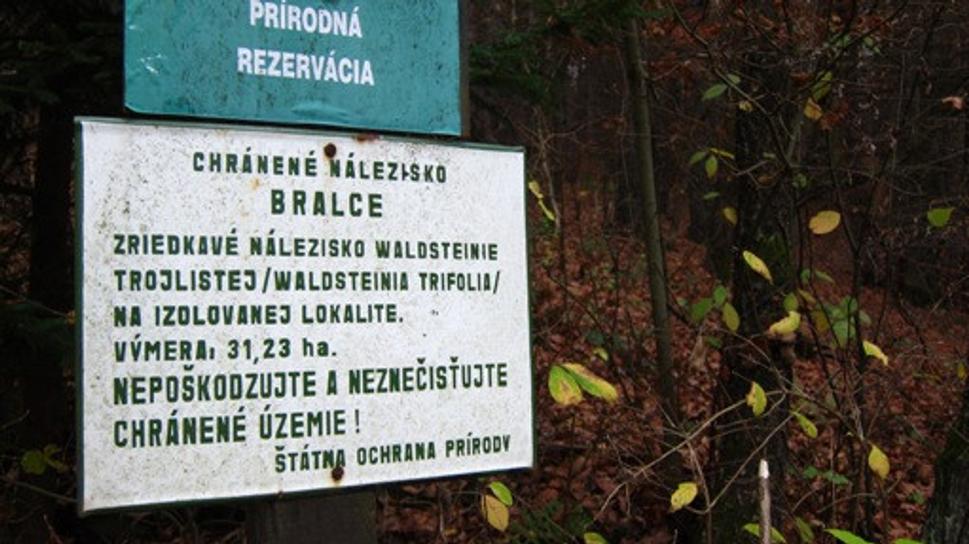 PRÍRODNÁ
REZERVÁCIA
CHRÁNENÉ NÁLEZISKO
BRALCE
ZRIEDKAVÉ NÁLEZISKO WALDSTEINIE
TROJLISTEJ/WALDSTEINIA TRIFOLIA/
NA IZOLOVANEJ LOKALITE.
VÝMERA: 31,23 ha.
NEPOŠKODZUJTE A NEZNEČISŤUJTE
CHRÁNENÉ ÚZEMIE!
ŠTÁTNA OCHRANA PRÍRODY